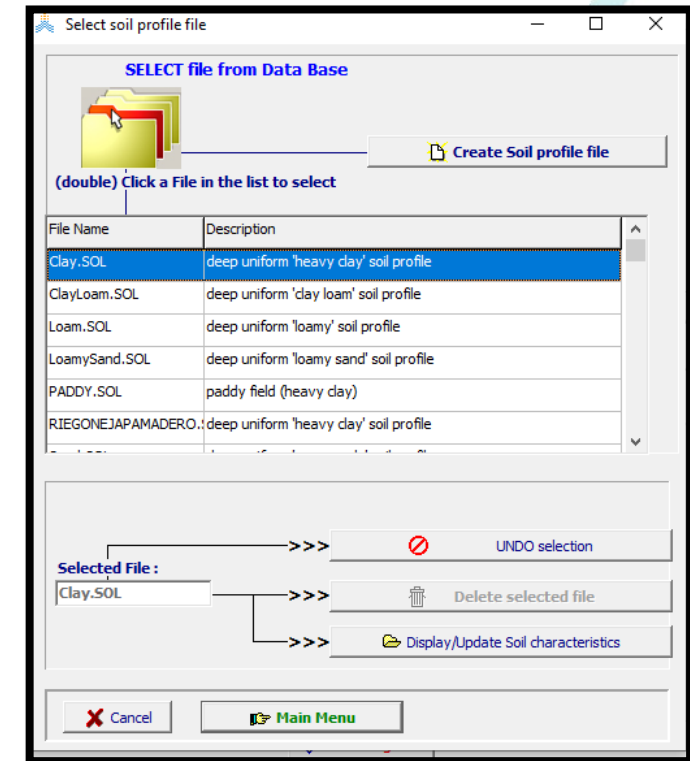 Select soil profile file
SELECT file from Data Base
Create Soil profile file
(double) Click a File in the list to select
File Name Description
Clay.SOL deep uniform 'heavy clay' soil profile
ClayLoam.SOL deep uniform 'clay loam' soil profile
Loam.SOL deep uniform 'loamy' soil profile
LoamySand.SOL deep uniform 'loamy sand' soil profile
PADDY.SOL paddy field (heavy clay)
RIEGONEJAPAMADERO. deep uniform 'heavy clay' soil profile
>>> UNDO selection
Selected File :
Clay.SOL >>> Delete selected file
>>> Display/Update Soil characteristics
Cancel Main Menu